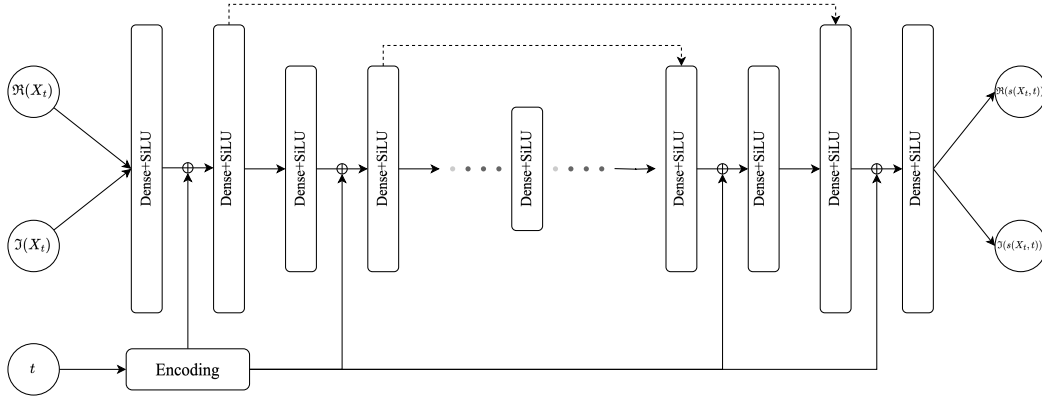 ℜ(X_t)
ℑ(X_t)
t
Encoding
Dense+SiLU
Dense+SiLU
Dense+SiLU
Dense+SiLU
Dense+SiLU
Dense+SiLU
Dense+SiLU
Dense+SiLU
Dense+SiLU
ℜ(s(X_t, t))
ℑ(s(X_t, t))